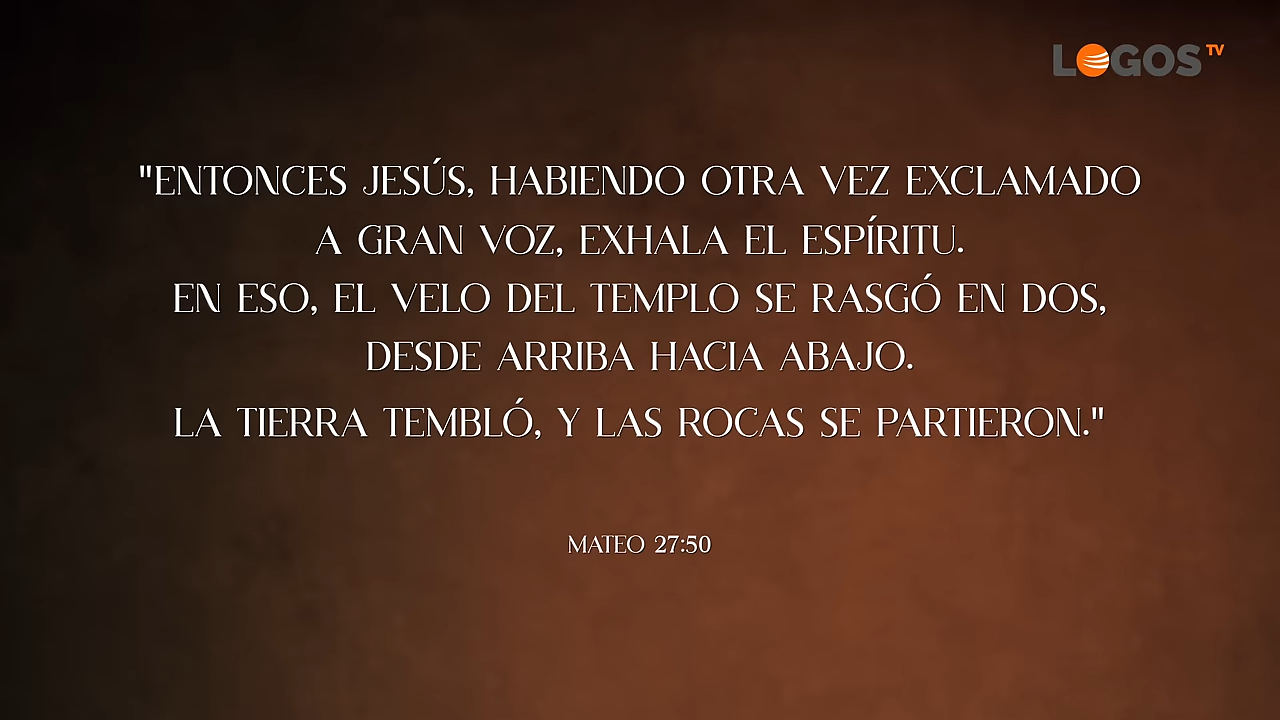 LOGOS TV
"ENTONCES JESÚS, HABIENDO OTRA VEZ EXCLAMADO
A GRAN VOZ, EXHALA EL ESPÍRITU.
EN ESO, EL VELO DEL TEMPLO SE RASGÓ EN DOS,
DESDE ARRIBA HACIA ABAJO.
LA TIERRA TEMBLÓ, Y LAS ROCAS SE PARTIERON."
MATEO 27:50